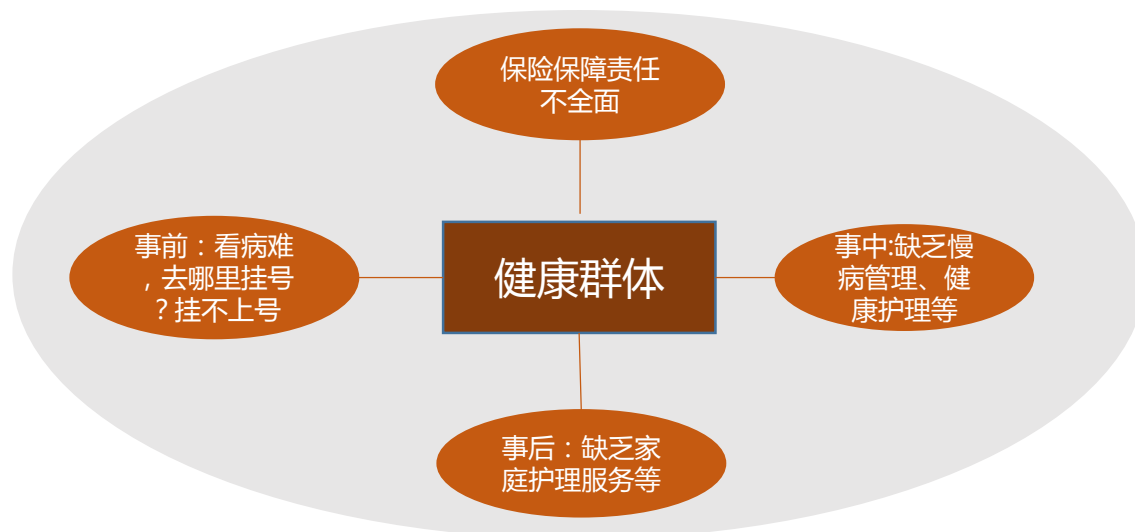 保险保障责任
不全面
事前：看病难
，去哪里挂号
？挂不上号
健康群体
事中:缺乏慢
病管理、健
康护理等
事后：缺乏家
庭护理服务等